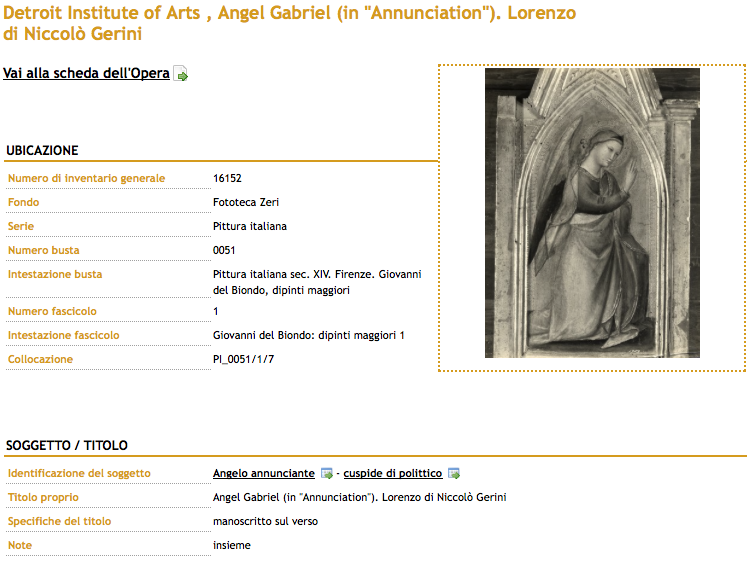 Detroit Institute of Arts , Angel Gabriel (in "Annunciation"). Lorenzo
di Niccolò Gerini
Vai alla scheda dell'Opera
UBICAZIONE
Numero di inventario generale 16152
Fondo Fototeca Zeri
Serie Pittura italiana
Numero busta 0051
Intestazione busta Pittura italiana sec. XIV. Firenze. Giovanni
del Biondo, dipinti maggiori
Numero fascicolo 1
Intestazione fascicolo Giovanni del Biondo: dipinti maggiori 1
Collocazione PI_0051/1/7
SOGGETTO / TITOLO
Identificazione del soggetto Angelo annunciante - cuspide di polittico
Titolo proprio Angel Gabriel (in "Annunciation"). Lorenzo di Niccolò Gerini
Specifiche del titolo manoscritto sul verso
Note insieme